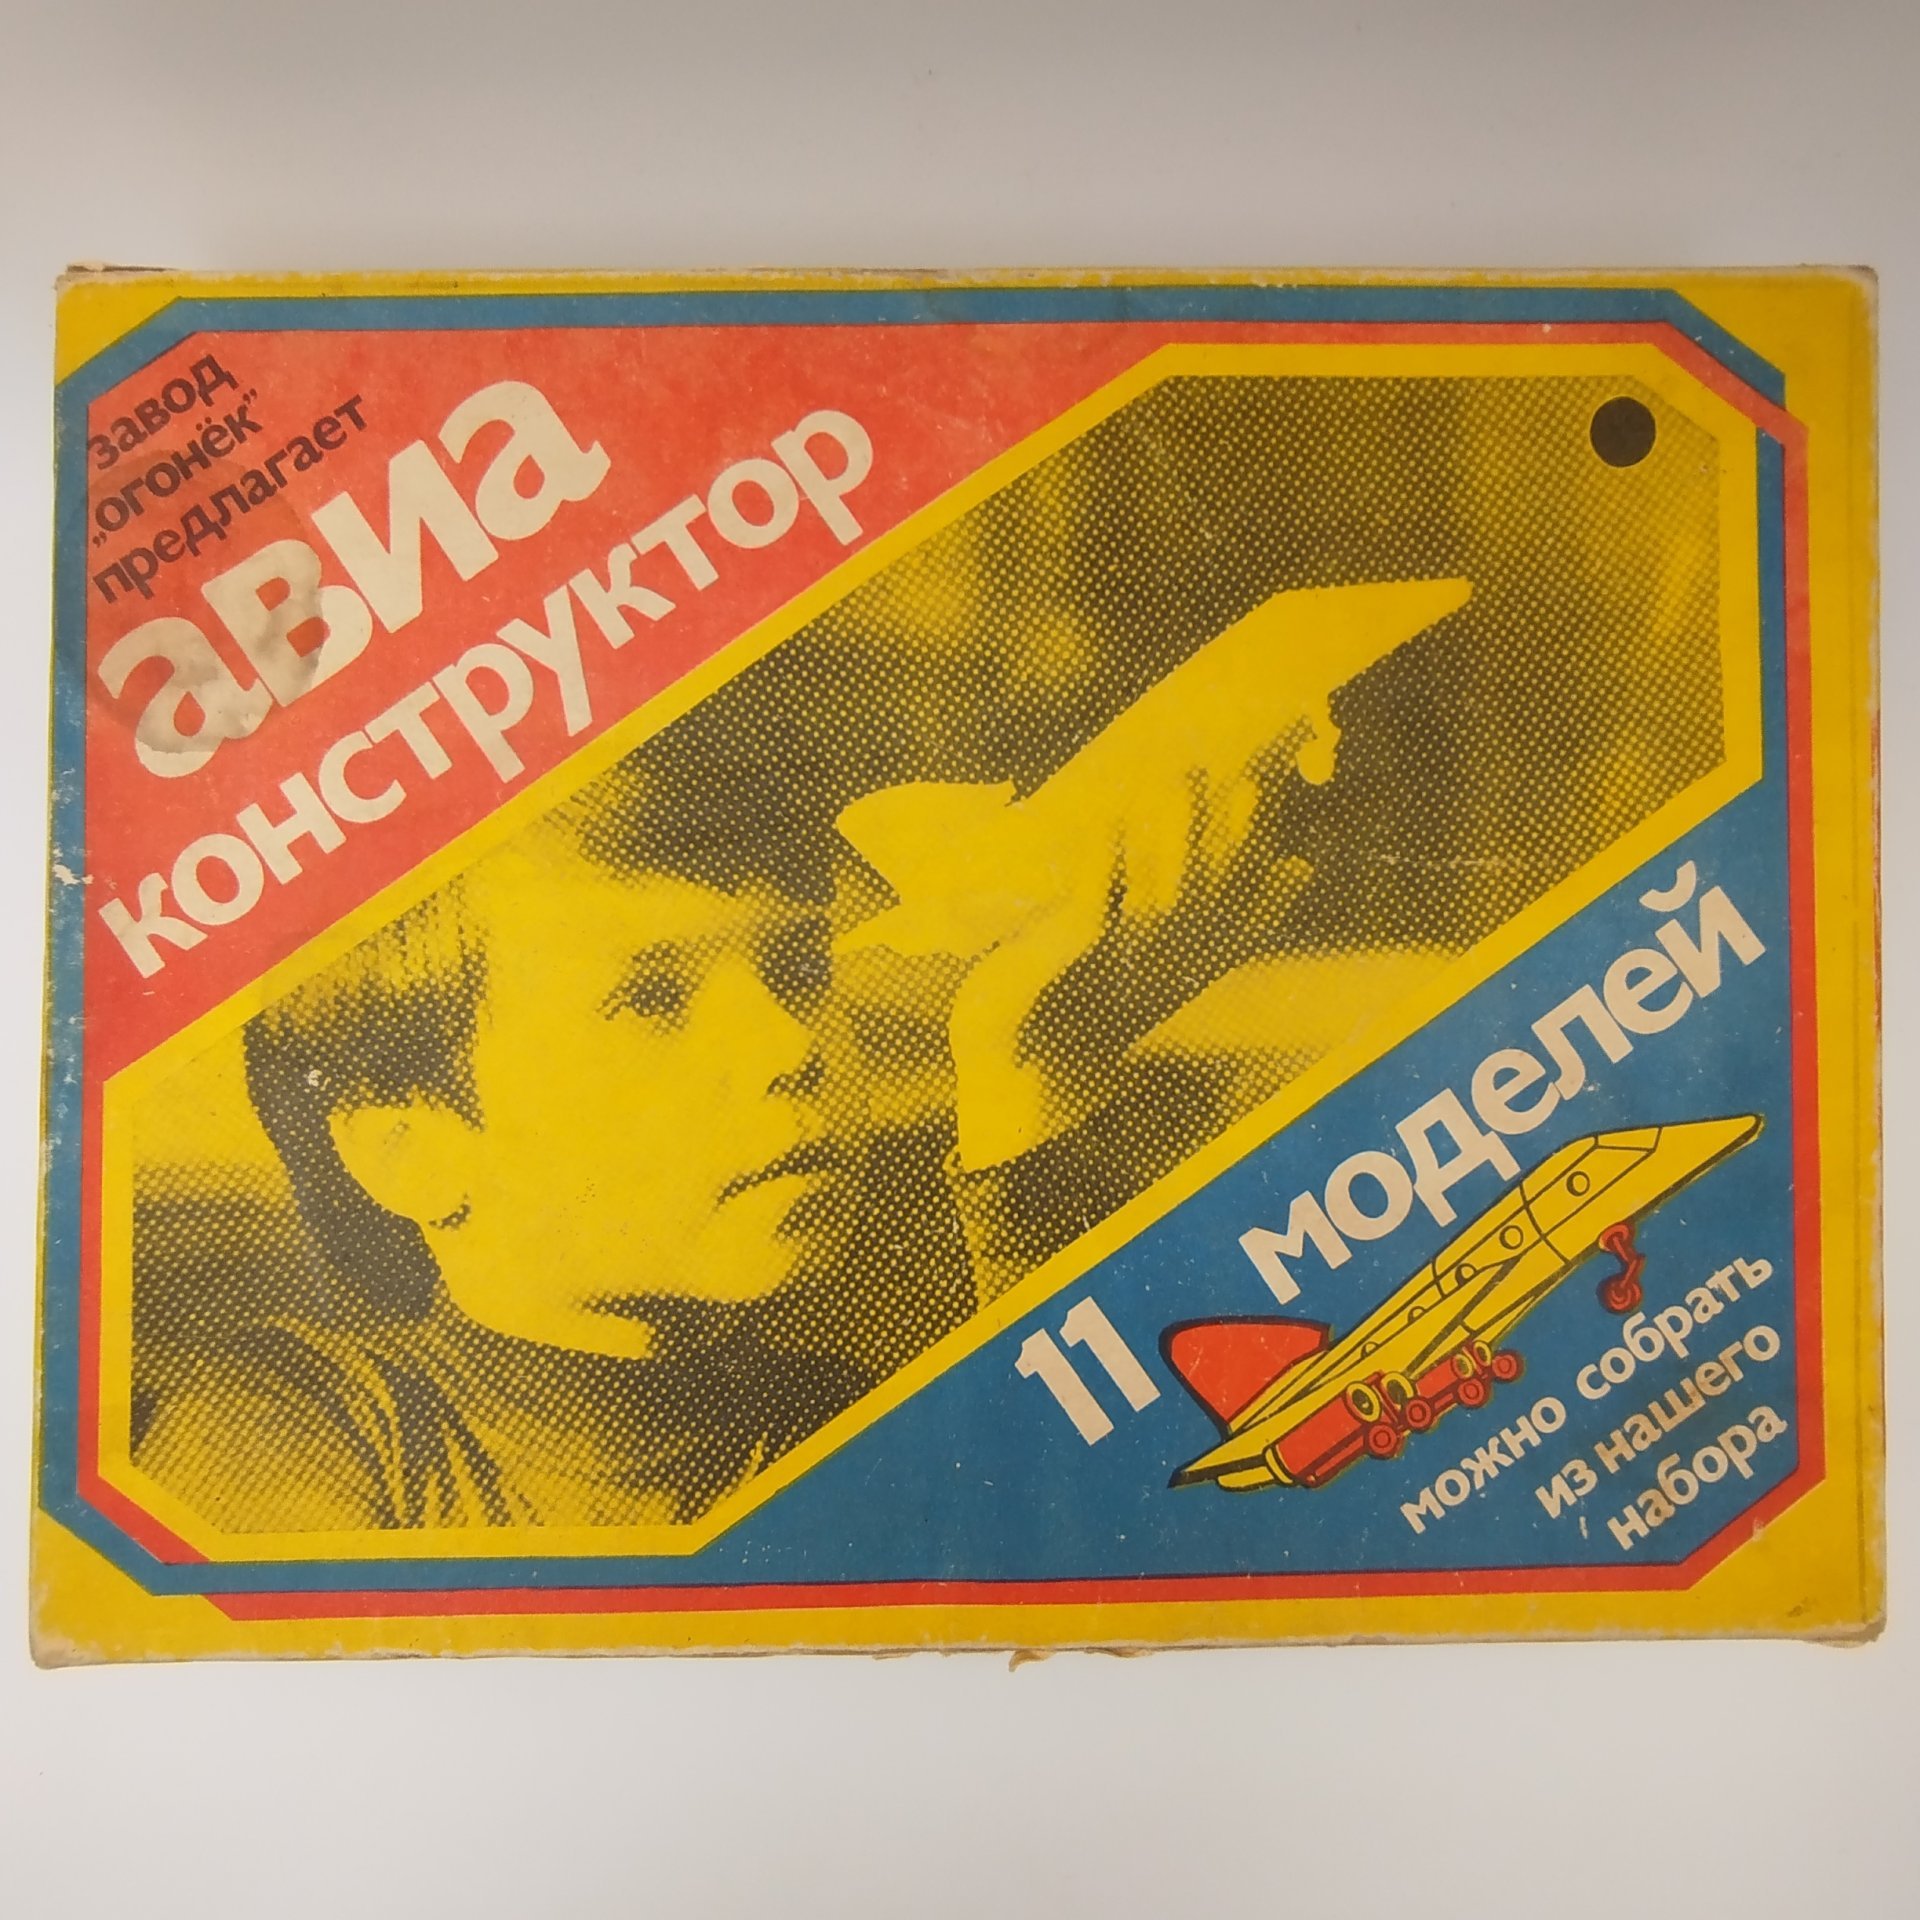 завод
„огонёк”
предлагает
авиа
конструктор
11 моделей
можно собрать
из нашего
набора